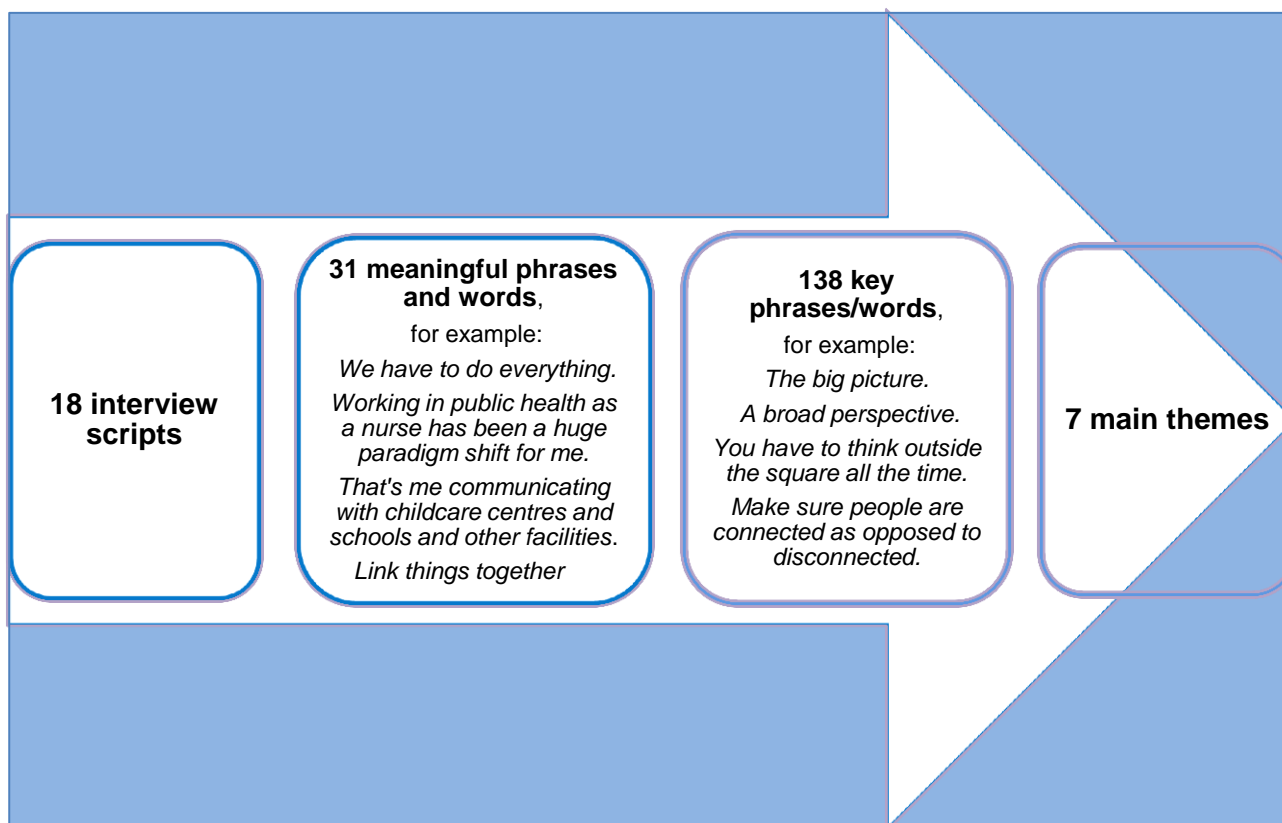 18 interview
scripts
31 meaningful phrases
and words,
for example:
We have to do everything.
Working in public health as
a nurse has been a huge
paradigm shift for me.
That's me communicating
with childcare centres and
schools and other facilities.
Link things together
138 key
phrases/words,
for example:
The big picture.
A broad perspective.
You have to think outside
the square all the time.
Make sure people are
connected as opposed to
disconnected.
7 main themes